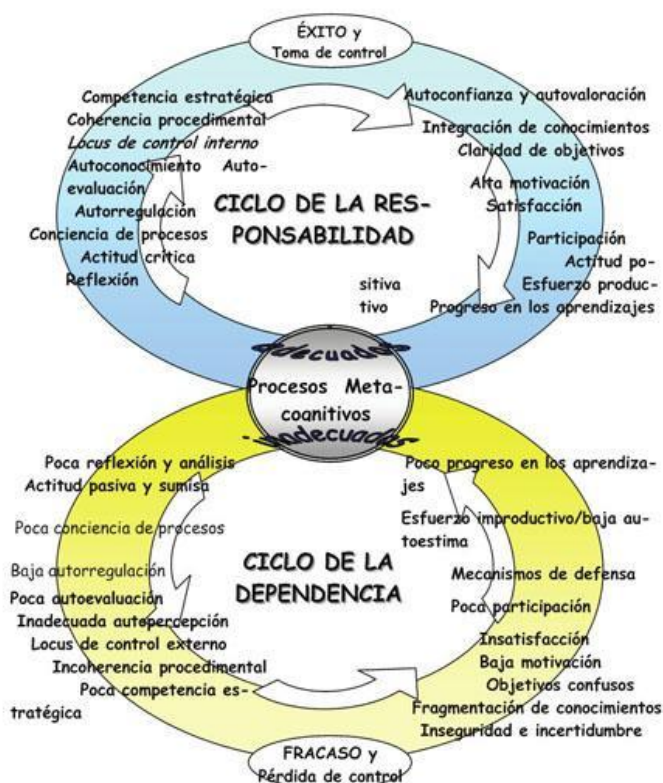 ÉXITO y
Toma de control
Competencia estratégica
Coherencia procedimental
Locus de control interno
Autoconocimiento Auto-
evaluación
Autorregulación
Conciencia de procesos
Actitud crítica
Reflexión
CICLO DE LA RES-
PONSABILIDAD
Autoconfianza y autovaloración
Integración de conocimientos
Claridad de objetivos
Alta motivación
Satisfacción
Participación
Actitud po-
sitiva Esfuerzo produc-
tivo Progreso en los aprendizajes
adecuados
Procesos Meta-
cognitivos
inadecuados
Poca reflexión y análisis
Actitud pasiva y sumisa
Poca conciencia de procesos
Baja autorregulación
Poca autoevaluación
Inadecuada autopercepción
Locus de control externo
Incoherencia procedimental
Poca competencia es-
tratégica
CICLO DE LA
DEPENDENCIA
Poco progreso en los aprendiza-
jes
Esfuerzo improductivo/baja au-
toestima
Mecanismos de defensa
Poca participación
Insatisfacción
Baja motivación
Objetivos confusos
Fragmentación de conocimientos
Inseguridad e incertidumbre
FRACASO y
Pérdida de control